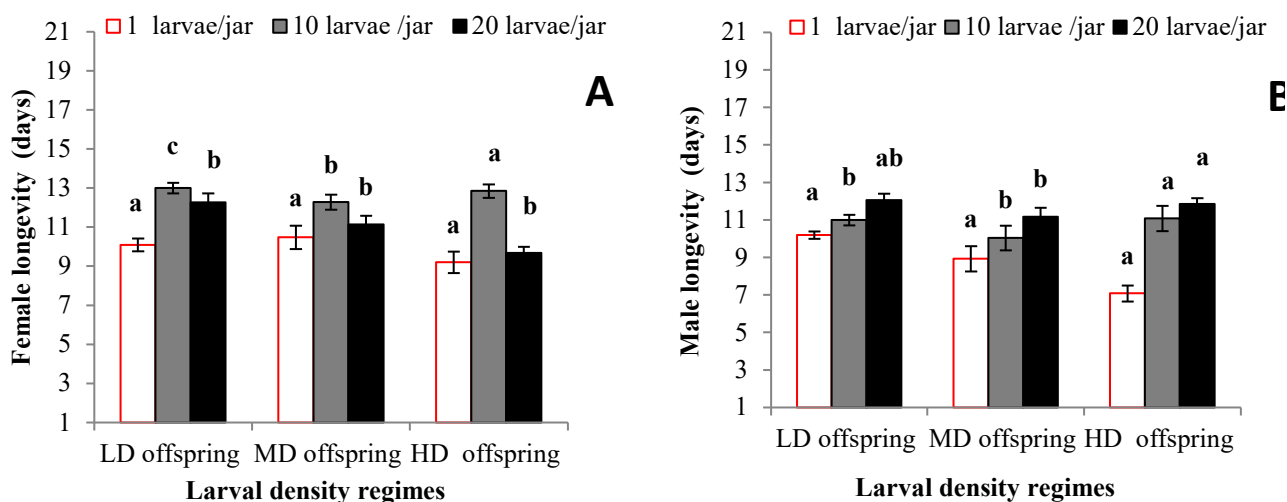 1 larvae/jar 10 larvae /jar 20 larvae/jar
A
Female longevity (days)
21
19
17
15
13
11
9
7
5
3
1
a c b
a b b
a a b
LD offspring MD offspring HD offspring
Larval density regimes
1 larvae/jar 10 larvae /jar 20 larvae/jar
B
Male longevity (days)
21
19
17
15
13
11
9
7
5
3
1
a b ab
a b b
a a a
LD offspring MD offspring HD offspring
Larval density regimes